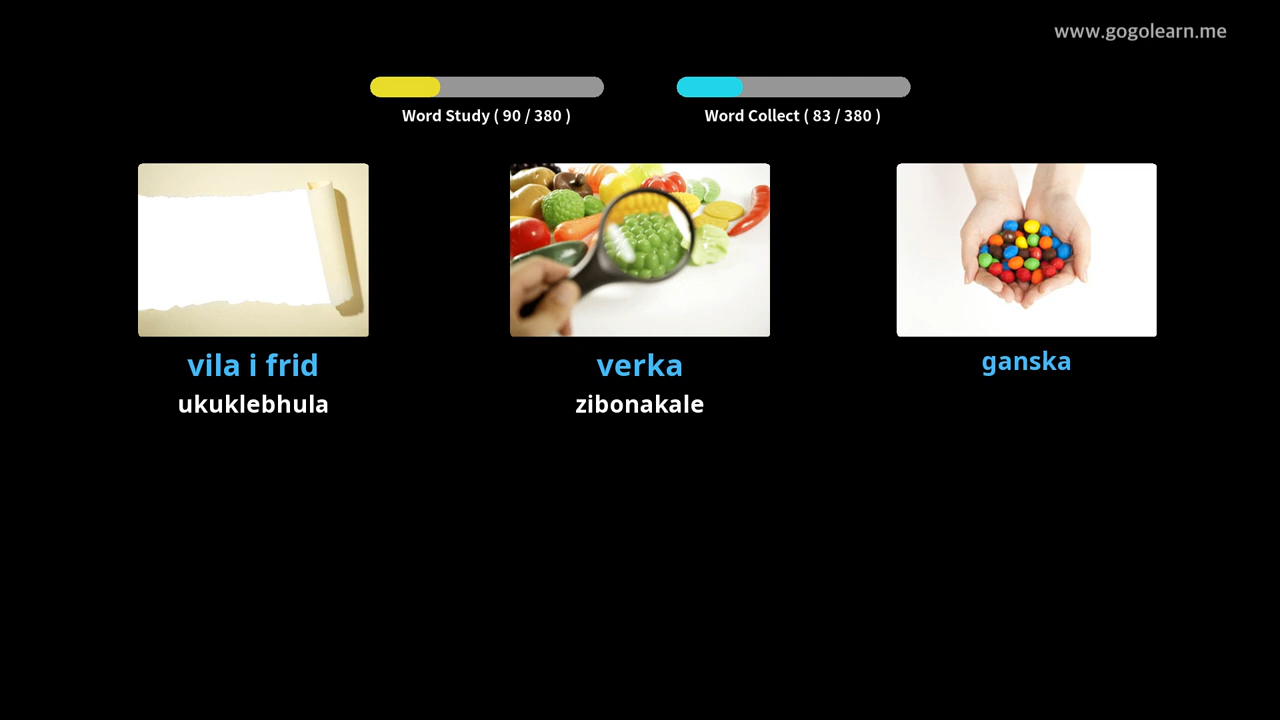 www.gogolearn.me
Word Study ( 90 / 380 )
Word Collect ( 83 / 380 )
vila i frid
ukuklebhula
verka
zibonakale
ganska